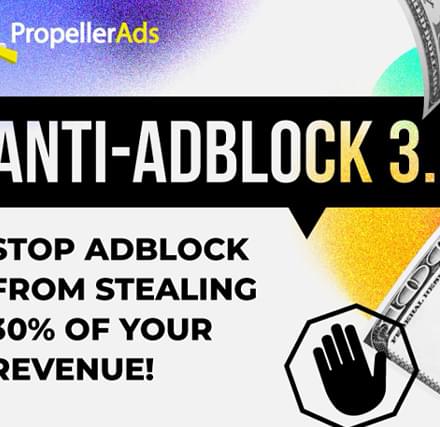 PropellerAds
ANTI-ADBLOCK 3.
STOP ADBLOCK
FROM STEALING
30% OF YOUR
REVENUE!